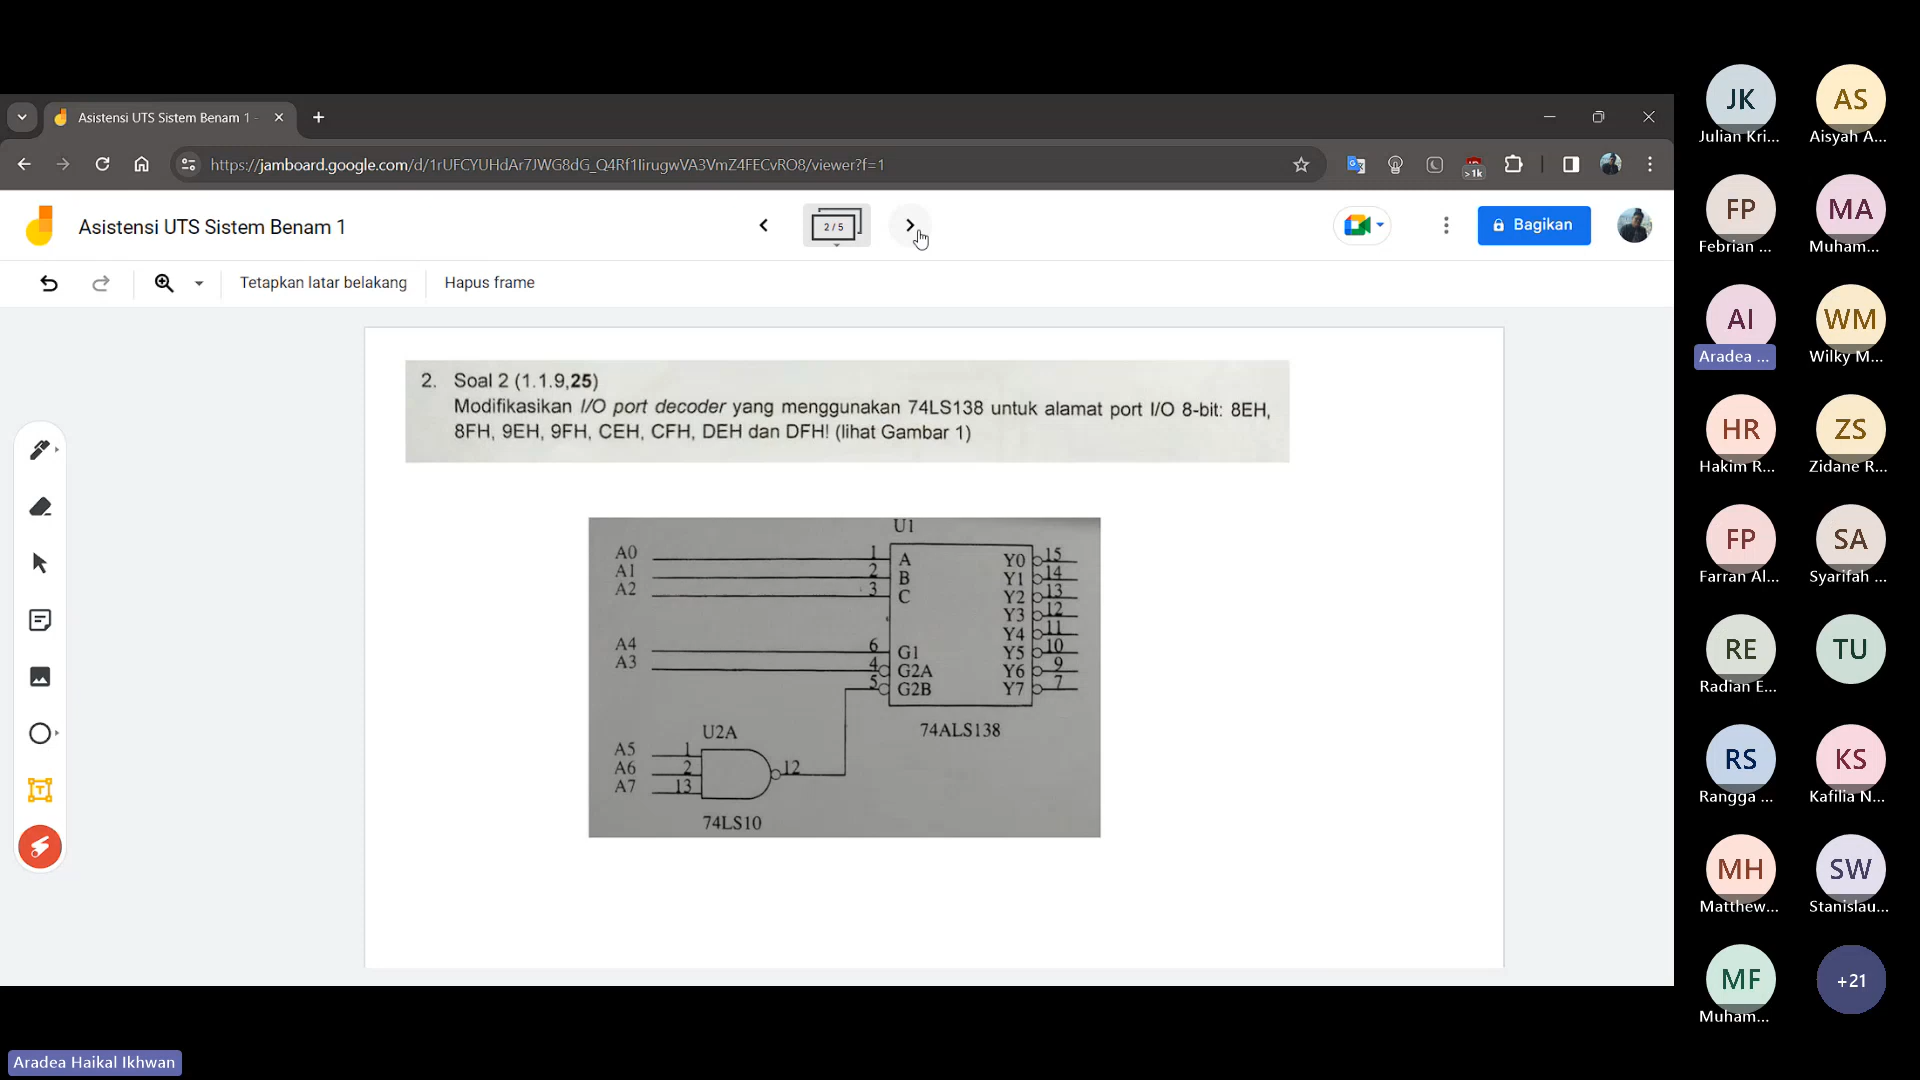 Asistensi UTS Sistem Benam 1 -
https://jamboard.google.com/d/1rUFCYUHdAr7JWG8dG_Q4Rf1IirugwVA3VmZ4FECvRO8/viewer?f=1
>1k
Asistensi UTS Sistem Benam 1
2 / 5
Bagikan
Tetapkan latar belakang
Hapus frame
2. Soal 2 (1.1.9,25)
Modifikasikan I/O port decoder yang menggunakan 74LS138 untuk alamat port I/O 8-bit: 8EH,
8FH, 9EH, 9FH, CEH, CFH, DEH dan DFH! (lihat Gambar 1)
U1
A0 1 A Y0 15
A1 2 B Y1 14
A2 3 C Y2 13
Y3 12
Y4 11
A4 6 G1 Y5 10
A3 4 G2A Y6 9
5 G2B Y7 7
74ALS138
U2A
A5 1
A6 2 12
A7 13
74LS10
JK AS
Julian Kri... Aisyah A...
FP MA
Febrian ... Muham...
AI WM
Aradea ... Wilky M...
HR ZS
Hakim R... Zidane R...
FP SA
Farran Al... Syarifah ...
RE TU
Radian E...
RS KS
Rangga ... Kafilia N...
MH SW
Matthew... Stanislau...
MF +21
Muham...
Aradea Haikal Ikhwan